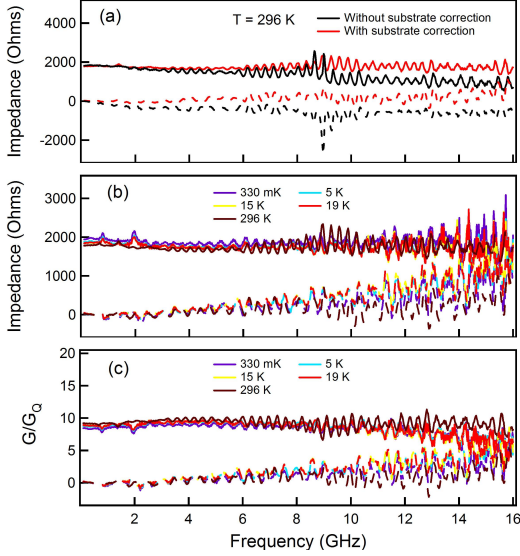 (a)
T = 296 K
Without substrate correction
With substrate correction
Impedance (Ohms)
4000
2000
0
-2000
(b)
330 mK
5 K
15 K
19 K
296 K
Impedance (Ohms)
3000
2000
1000
0
(c)
330 mK
5 K
15 K
19 K
296 K
G/GQ
20
15
10
5
0
2 4 6 8 10 12 14 16
Frequency (GHz)